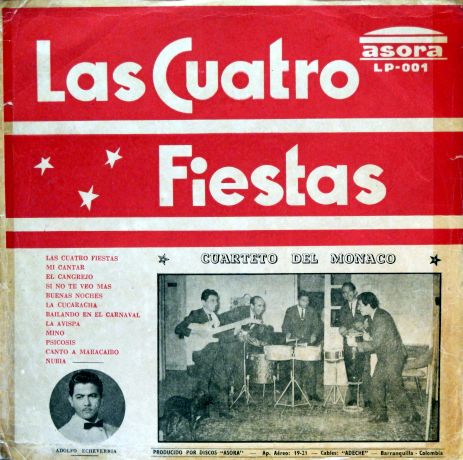 Las Cuatro
Fiestas
asora
LP-001
LAS CUATRO FIESTAS
MI CANTAR
EL CANGREJO
SI NO TE VEO MAS
BUENAS NOCHES
LA CUCARACHA
BAILANDO EN EL CARNAVAL
LA AVISPA
MINO
PSICOSIS
CANTO A MARACAIBO
NUBIA
CUARTETO DEL MONACO
ADOLFO ECHEVERRIA
PRODUCIDO POR DISCOS "ASORA" — Ap. Aéreo: 19-21 — Cables: "ADECHE" — Barranquilla - Colombia